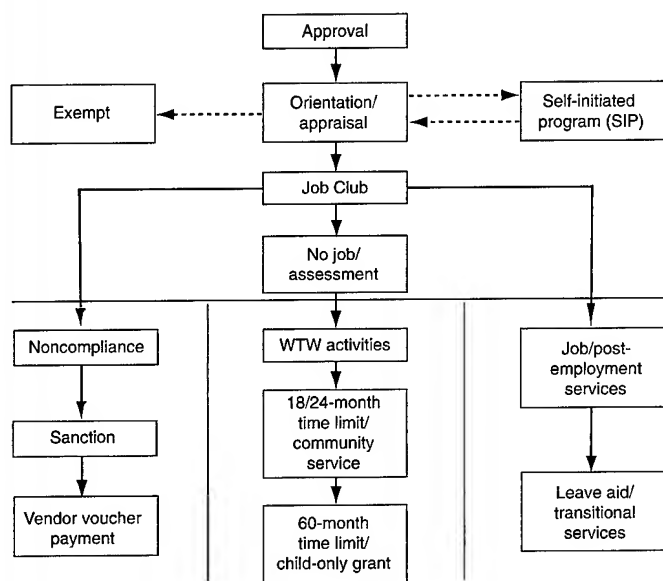 Approval
Exempt
Orientation/
appraisal
Self-initiated
program (SIP)
Job Club
No job/
assessment
Noncompliance
WTW activities
Job/post-
employment
services
Sanction
18/24-month
time limit/
community
service
Vendor voucher
payment
60-month
time limit/
child-only grant
Leave aid/
transitional
services